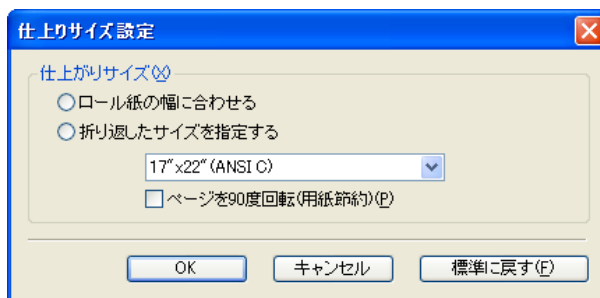 仕上りサイズ設定
仕上がりサイズ(X)
ロール紙の幅に合わせる
折り返したサイズを指定する
17"x22"(ANSI C)
ページを90度回転(用紙節約)(P)
OK
キャンセル
標準に戻す(F)